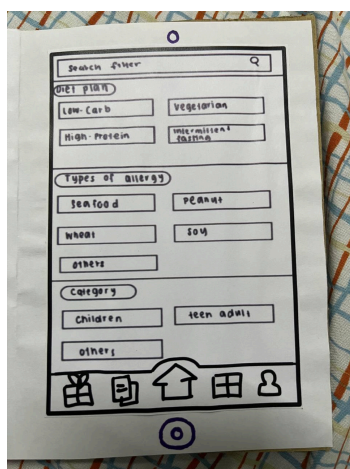 search filter
Diet plan
Low-Carb
Vegetarian
High-Protein
Intermittent
fasting
Types of allergy
Seafood
Peanut
Wheat
Soy
others
Category
Children
teen adult
others